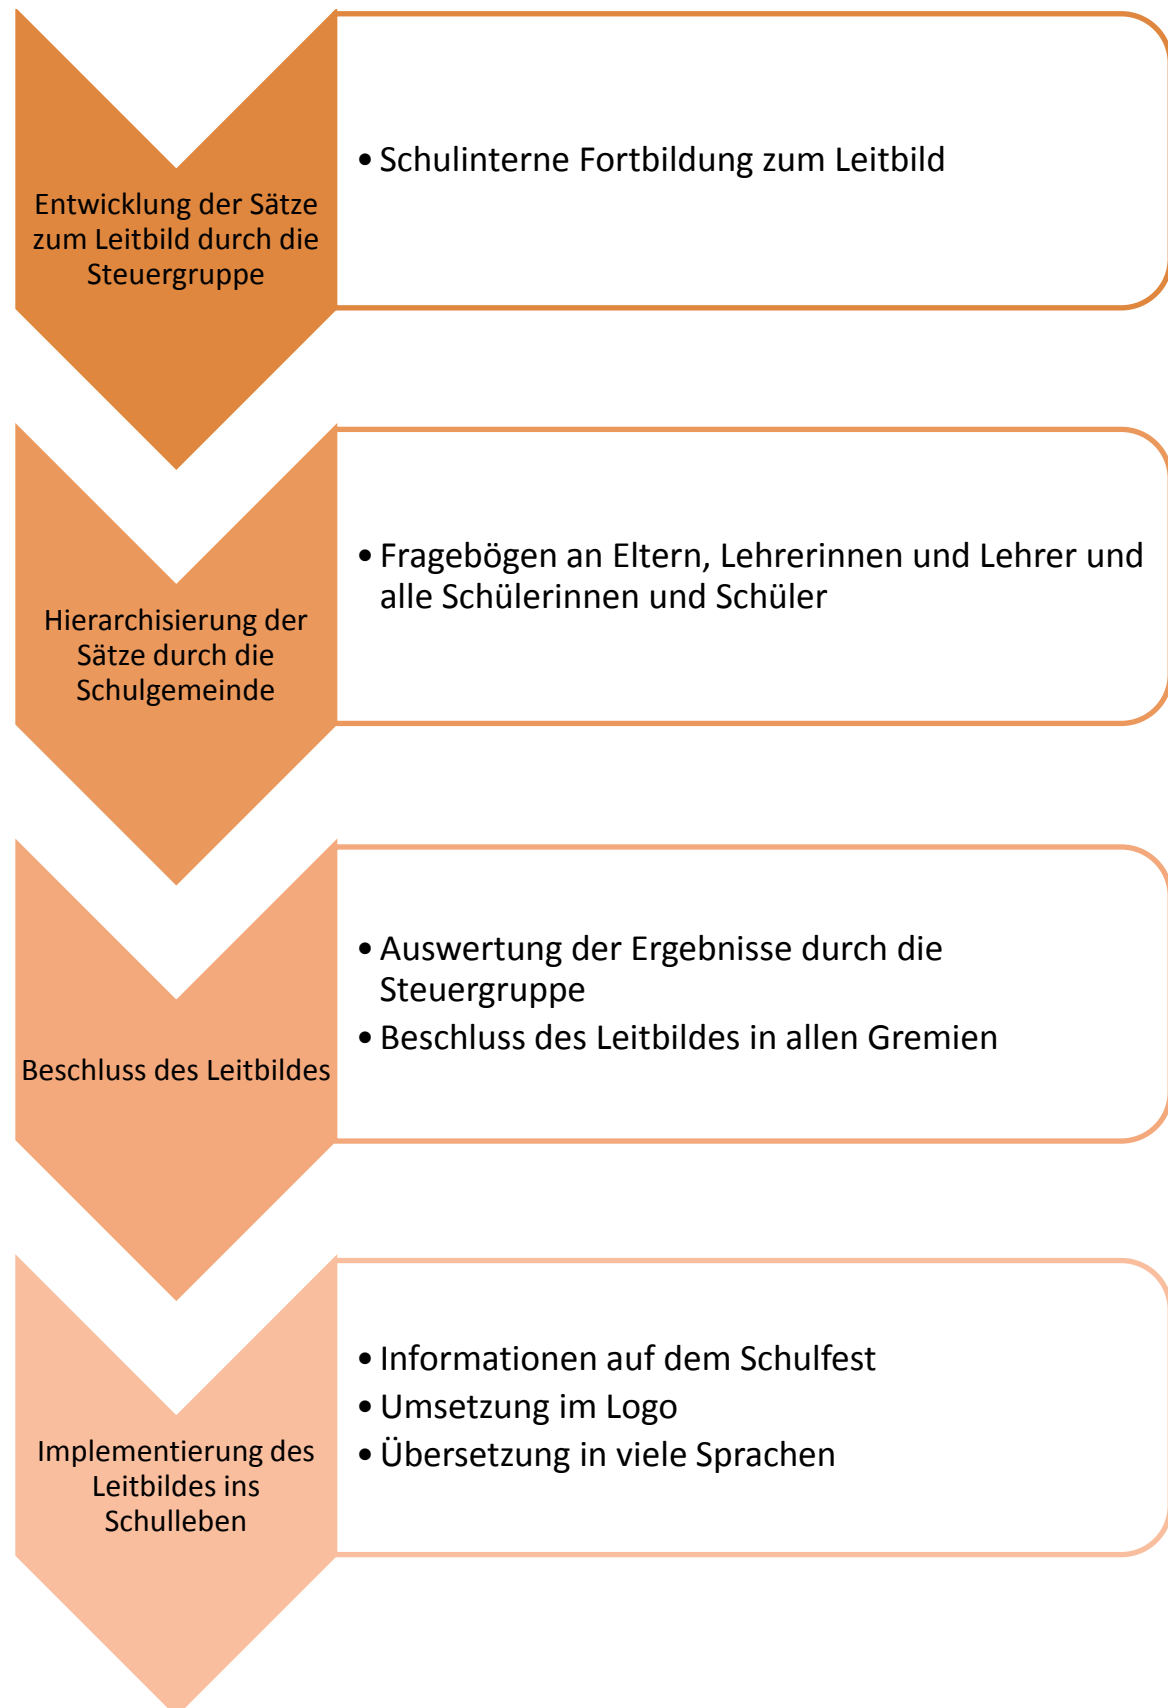 Entwicklung der Sätze
zum Leitbild durch die
Steuergruppe
• Schulinterne Fortbildung zum Leitbild
Hierarchisierung der
Sätze durch die
Schulgemeinde
• Fragebögen an Eltern, Lehrerinnen und Lehrer und
alle Schülerinnen und Schüler
Beschluss des Leitbildes
• Auswertung der Ergebnisse durch die
Steuergruppe
• Beschluss des Leitbildes in allen Gremien
Implementierung des
Leitbildes ins
Schulleben
• Informationen auf dem Schulfest
• Umsetzung im Logo
• Übersetzung in viele Sprachen